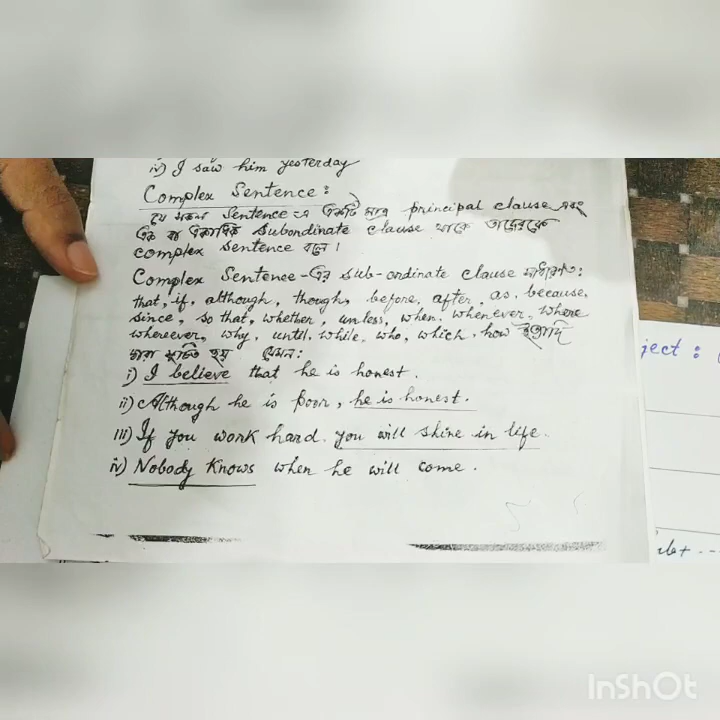 iv) I saw him yesterday
Complex Sentence:
যে সকল Sentence-এ একটি মাত্র principal clause এবং
এক বা একাধিক Subordinate clause থাকে তাদেরকে
complex sentence বলে।
Complex Sentence-এর Sub-ordinate clause সাধারণত:
that, if, although, though, before, after, as, because,
since, so that, whether, unless, when, whenever, where
whereever, why, until, while, who, which, how ইত্যাদি
দ্বারা সূচিত হয় যেমন:
i) I believe that he is honest.
ii) Although he is poor, he is honest.
iii) If you work hard, you will shine in life.
iv) Nobody knows when he will come.
ject :
InShOt